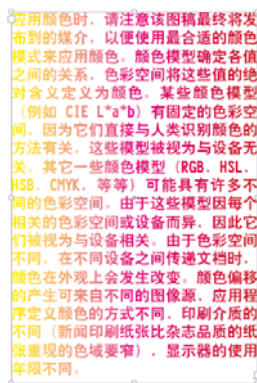 应用颜色时，请注意该图稿最终将发
布到的媒介，以便使用最合适的颜色
模式来应用颜色。颜色模型确定各值
之间的关系，色彩空间将这些值的绝
对含义定义为颜色。某些颜色模型
（例如 CIE L*a*b）有固定的色彩空
间，因为它们直接与人类识别颜色的
方法有关。这些模型被视为与设备无
关。其它一些颜色模型（RGB、HSL、
HSB、CMYK、等等）可能具有许多不
同的色彩空间。由于这些模型因每个
相关的色彩空间或设备而异，因此它
们被视为与设备相关。由于色彩空间
不同，在不同设备之间传递文档时，
颜色在外观上会发生改变。颜色偏移
的产生可来自不同的图像源、应用程
序定义颜色的方式不同、印刷介质的
不同（新闻印刷纸张比杂志品质的纸
张重现的色域要窄）、显示器的使用
年限不同。